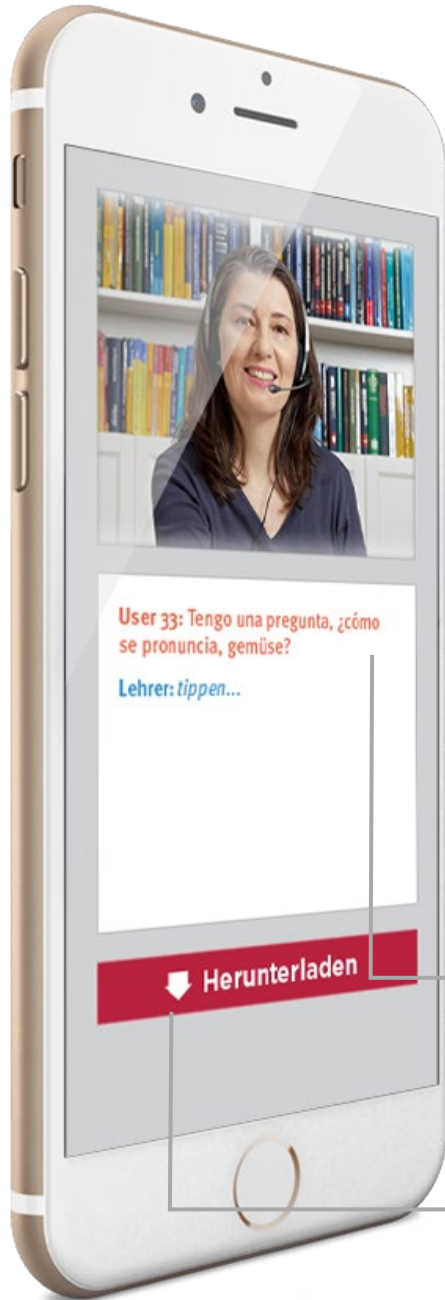 User 33: Tengo una pregunta, ¿cómo
se pronuncia, gemüse?
Lehrer: tippen...
Herunterladen